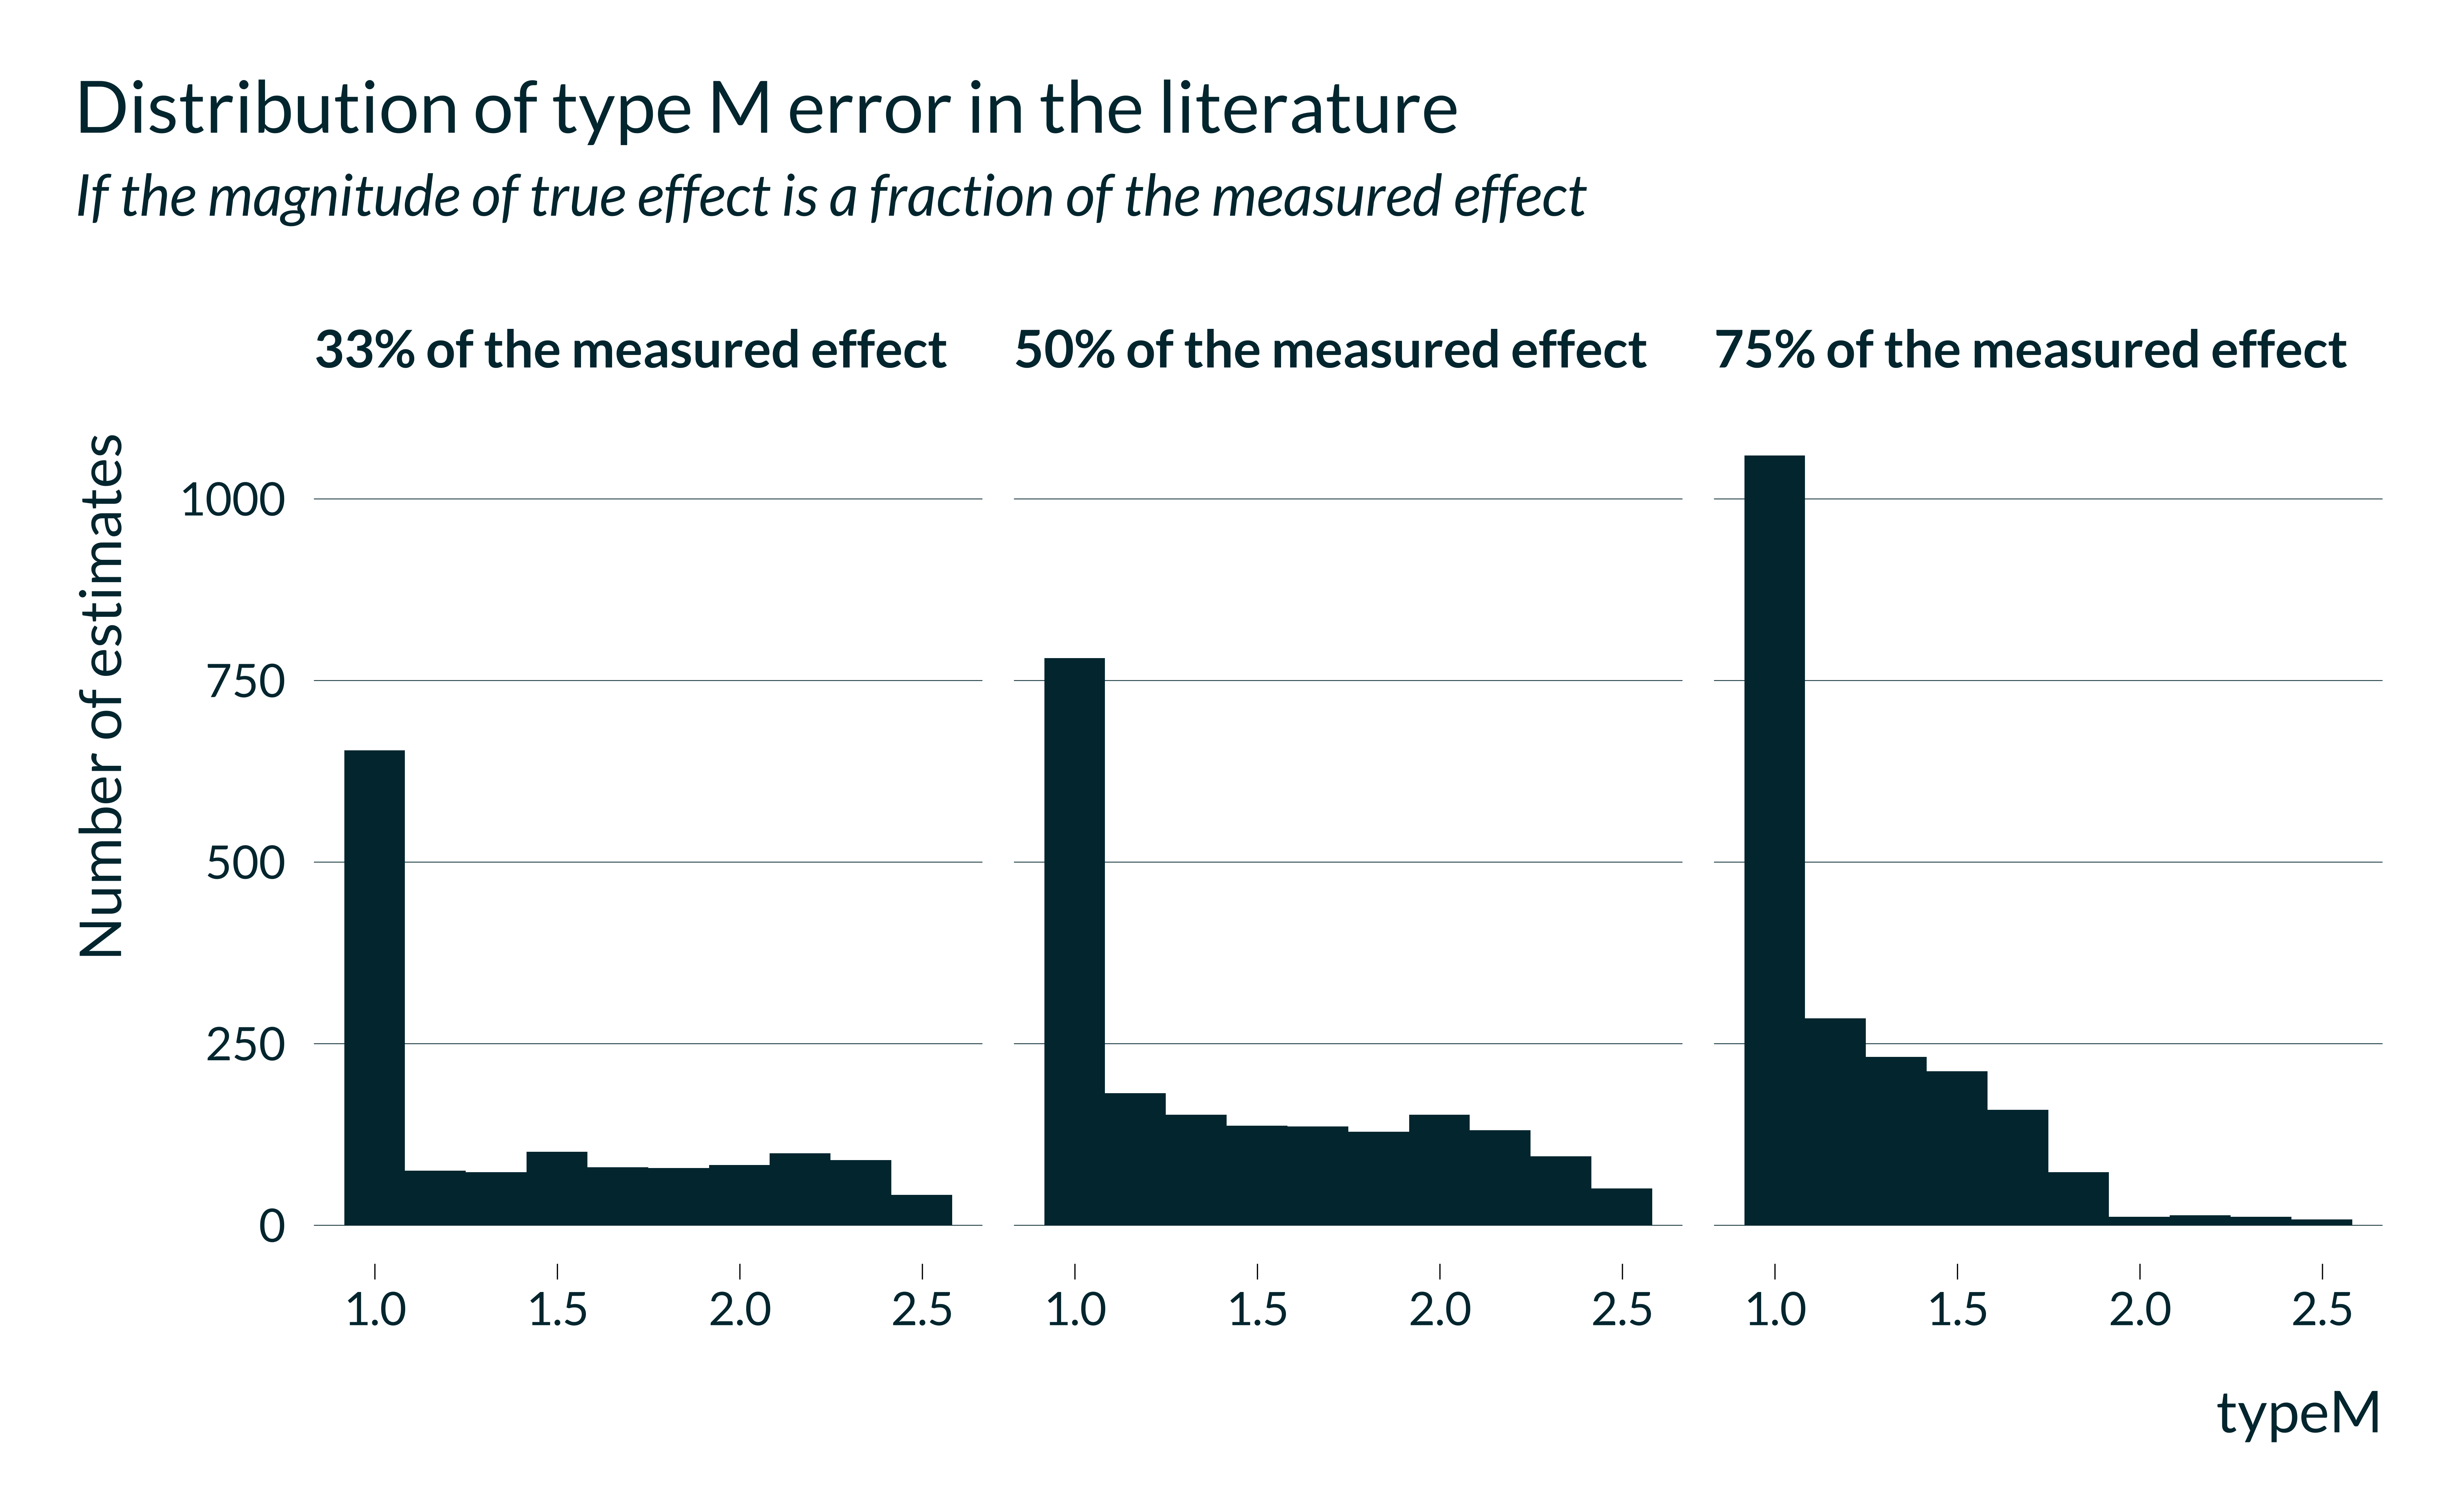 Distribution of type M error in the literature
If the magnitude of true effect is a fraction of the measured effect
33% of the measured effect
50% of the measured effect
75% of the measured effect
Number of estimates
1000
750
500
250
0
1.0 1.5 2.0 2.5
1.0 1.5 2.0 2.5
1.0 1.5 2.0 2.5
typeM